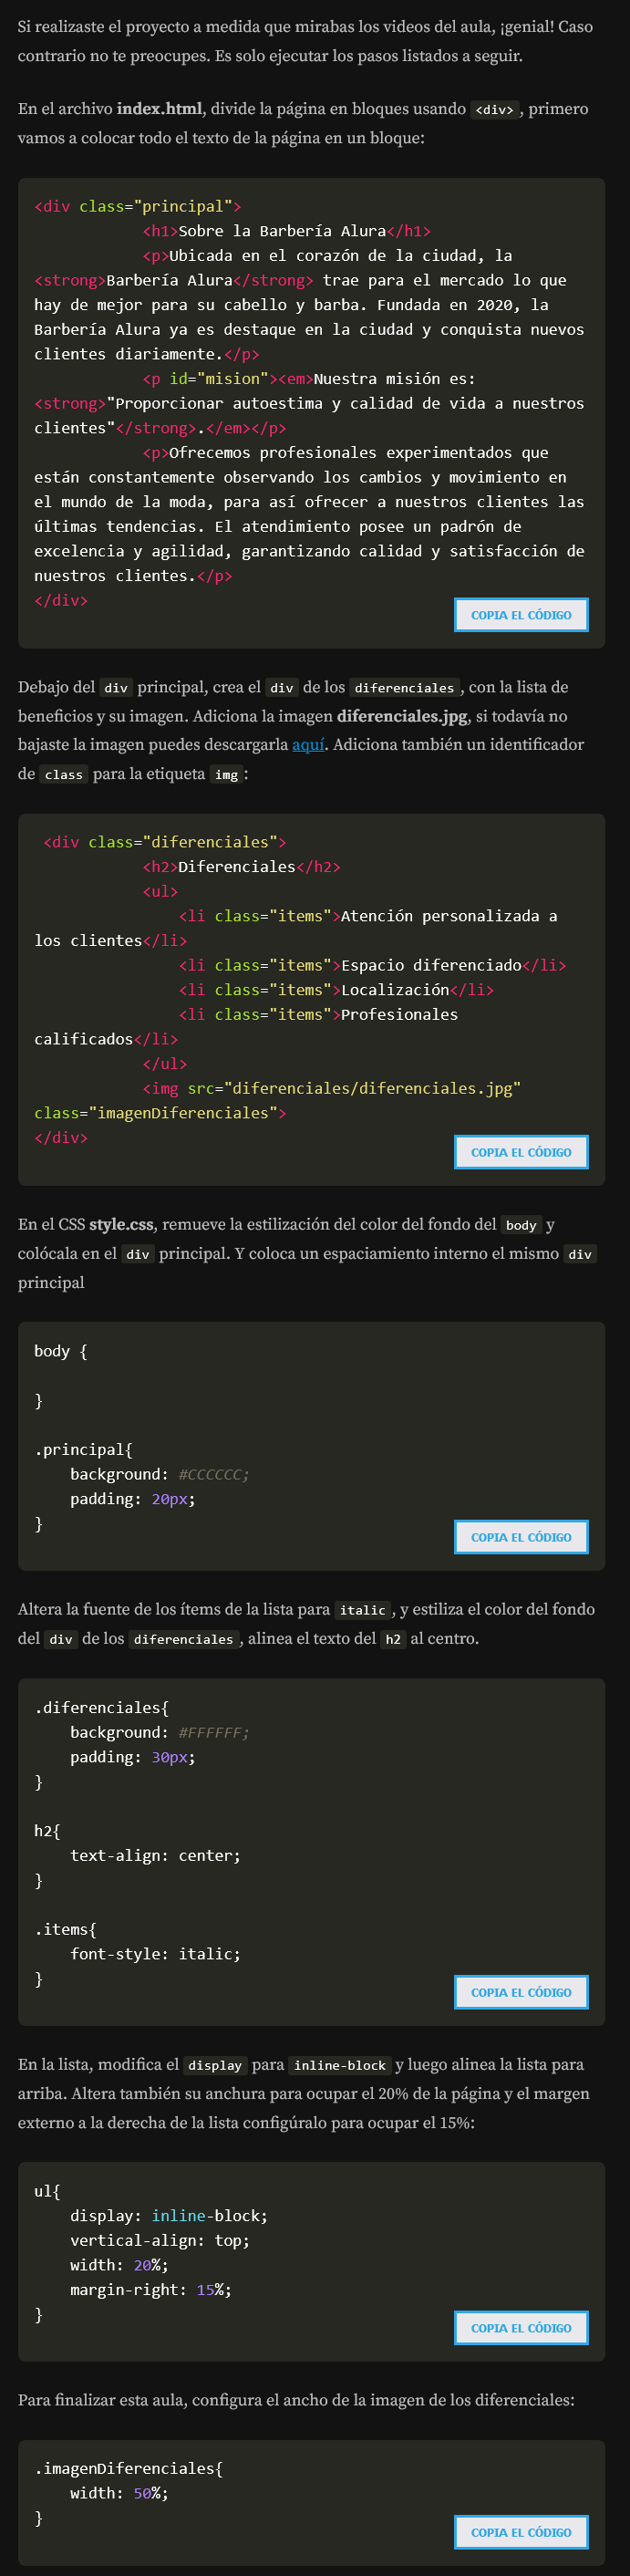 Si realizaste el proyecto a medida que mirabas los videos del aula, ¡genial! Caso
contrario no te preocupes. Es solo ejecutar los pasos listados a seguir.
En el archivo index.html, divide la página en bloques usando <div>, primero
vamos a colocar todo el texto de la página en un bloque:
<div class="principal">
            <h1>Sobre la Barbería Alura</h1>
            <p>Ubicada en el corazón de la ciudad, la
<strong>Barbería Alura</strong> trae para el mercado lo que
hay de mejor para su cabello y barba. Fundada en 2020, la
Barbería Alura ya es destaque en la ciudad y conquista nuevos
clientes diariamente.</p>
            <p id="mision"><em>Nuestra misión es:
<strong>"Proporcionar autoestima y calidad de vida a nuestros
clientes"</strong>.</em></p>
            <p>Ofrecemos profesionales experimentados que
están constantemente observando los cambios y movimiento en
el mundo de la moda, para así ofrecer a nuestros clientes las
últimas tendencias. El atendimiento posee un padrón de
excelencia y agilidad, garantizando calidad y satisfacción de
nuestros clientes.</p>
</div>
COPIA EL CÓDIGO
Debajo del div principal, crea el div de los diferenciales, con la lista de
beneficios y su imagen. Adiciona la imagen diferenciales.jpg, si todavía no
bajaste la imagen puedes descargarla aquí. Adiciona también un identificador
de class para la etiqueta img:
 <div class="diferenciales">
            <h2>Diferenciales</h2>
            <ul>
                <li class="items">Atención personalizada a
los clientes</li>
                <li class="items">Espacio diferenciado</li>
                <li class="items">Localización</li>
                <li class="items">Profesionales
calificados</li>
            </ul>
            <img src="diferenciales/diferenciales.jpg"
class="imagenDiferenciales">
</div>
COPIA EL CÓDIGO
En el CSS style.css, remueve la estilización del color del fondo del body y
colócala en el div principal. Y coloca un espaciamiento interno el mismo div
principal
body {
}
.principal{
    background: #CCCCCC;
    padding: 20px;
}
COPIA EL CÓDIGO
Altera la fuente de los ítems de la lista para italic, y estiliza el color del fondo
del div de los diferenciales, alinea el texto del h2 al centro.
.diferenciales{
    background: #FFFFFF;
    padding: 30px;
}
h2{
    text-align: center;
}
.items{
    font-style: italic;
}
COPIA EL CÓDIGO
En la lista, modifica el display para inline-block y luego alinea la lista para
arriba. Altera también su anchura para ocupar el 20% de la página y el margen
externo a la derecha de la lista configúralo para ocupar el 15%:
ul{
    display: inline-block;
    vertical-align: top;
    width: 20%;
    margin-right: 15%;
}
COPIA EL CÓDIGO
Para finalizar esta aula, configura el ancho de la imagen de los diferenciales:
.imagenDiferenciales{
    width: 50%;
}
COPIA EL CÓDIGO